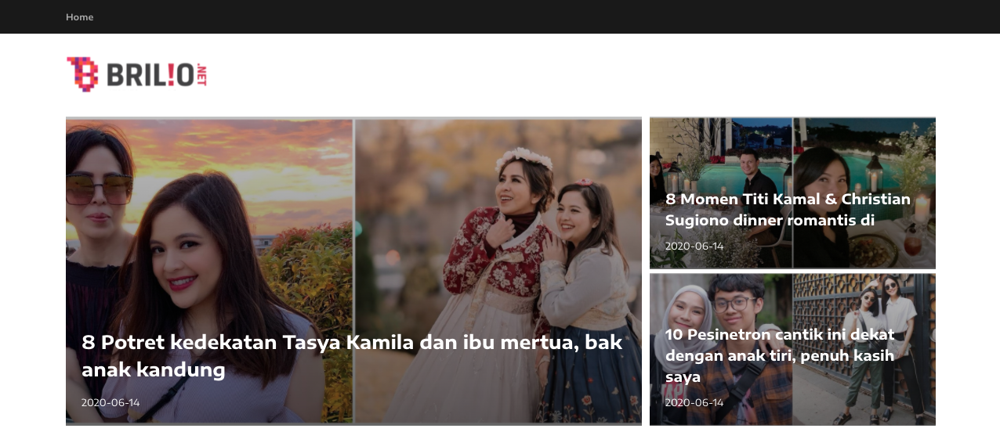 Home
BRIL!O.NET
8 Potret kedekatan Tasya Kamila dan ibu mertua, bak
anak kandung
2020-06-14
8 Momen Titi Kamal & Christian
Sugiono dinner romantis di
2020-06-14
10 Pesinetron cantik ini dekat
dengan anak tiri, penuh kasih
saya
2020-06-14